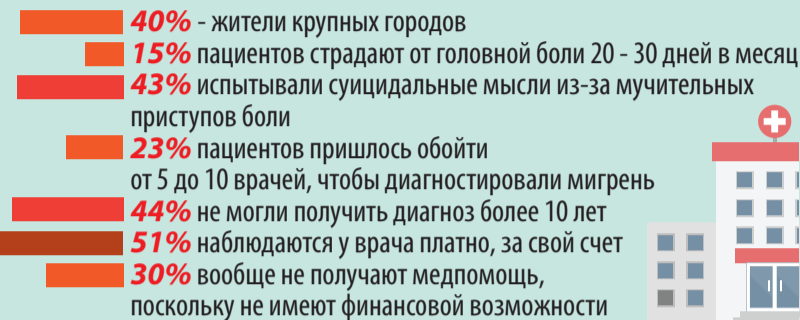 40% - жители крупных городов
15% пациентов страдают от головной боли 20 - 30 дней в месяц
43% испытывали суицидальные мысли из-за мучительных
приступов боли
23% пациентов пришлось обойти
от 5 до 10 врачей, чтобы диагностировали мигрень
44% не могли получить диагноз более 10 лет
51% наблюдаются у врача платно, за свой счет
30% вообще не получают медпомощь,
поскольку не имеют финансовой возможности